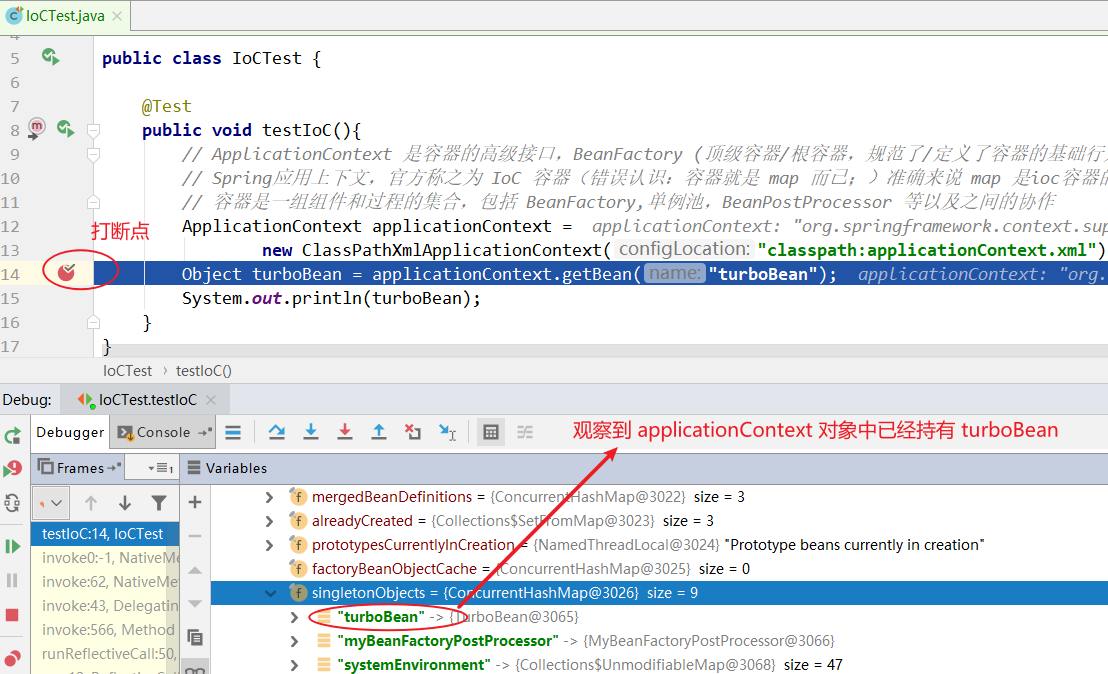 IoCTest.java
4
5 public class IoCTest {
6
7 @Test
8 public void testIoC(){
9 // ApplicationContext 是容器的高级接口，BeanFactory (顶级容器/根容器，规范了/定义了容器的基础行
10 // Spring应用上下文，官方称之为 IoC 容器（错误认识：容器就是 map 而已；）准确来说 map 是ioc容器的
11 // 容器是一组组件和过程的集合，包括 BeanFactory,单例池，BeanPostProcessor 等以及之间的协作
打断点
12 ApplicationContext applicationContext = applicationContext: "org.springframework.context.sup
13 new ClassPathXmlApplicationContext( configLocation: "classpath:applicationContext.xml")
14 Object turboBean = applicationContext.getBean( name: "turboBean"); applicationContext: "org.
15 System.out.println(turboBean);
16 }
17 }
IoCTest › testIoC()
Debug: IoCTest.testIoC
Debugger Console
观察到 applicationContext 对象中已经持有 turboBean
Frames Variables
mergedBeanDefinitions = {ConcurrentHashMap@3022} size = 3
alreadyCreated = {Collections$SetFromMap@3023} size = 3
testIoC:14, IoCTest
prototypesCurrentlyInCreation = {NamedThreadLocal@3024} "Prototype beans currently in creation"
invoke0:-1, NativeMe
factoryBeanObjectCache = {ConcurrentHashMap@3025} size = 0
invoke:62, NativeMe
singletonObjects = {ConcurrentHashMap@3026} size = 9
invoke:43, Delegatin
"turboBean" -> {TurboBean@3065}
invoke:566, Method
"myBeanFactoryPostProcessor" -> {MyBeanFactoryPostProcessor@3066}
runReflectiveCall:50,
"systemEnvironment" -> {Collections$UnmodifiableMap@3068} size = 47